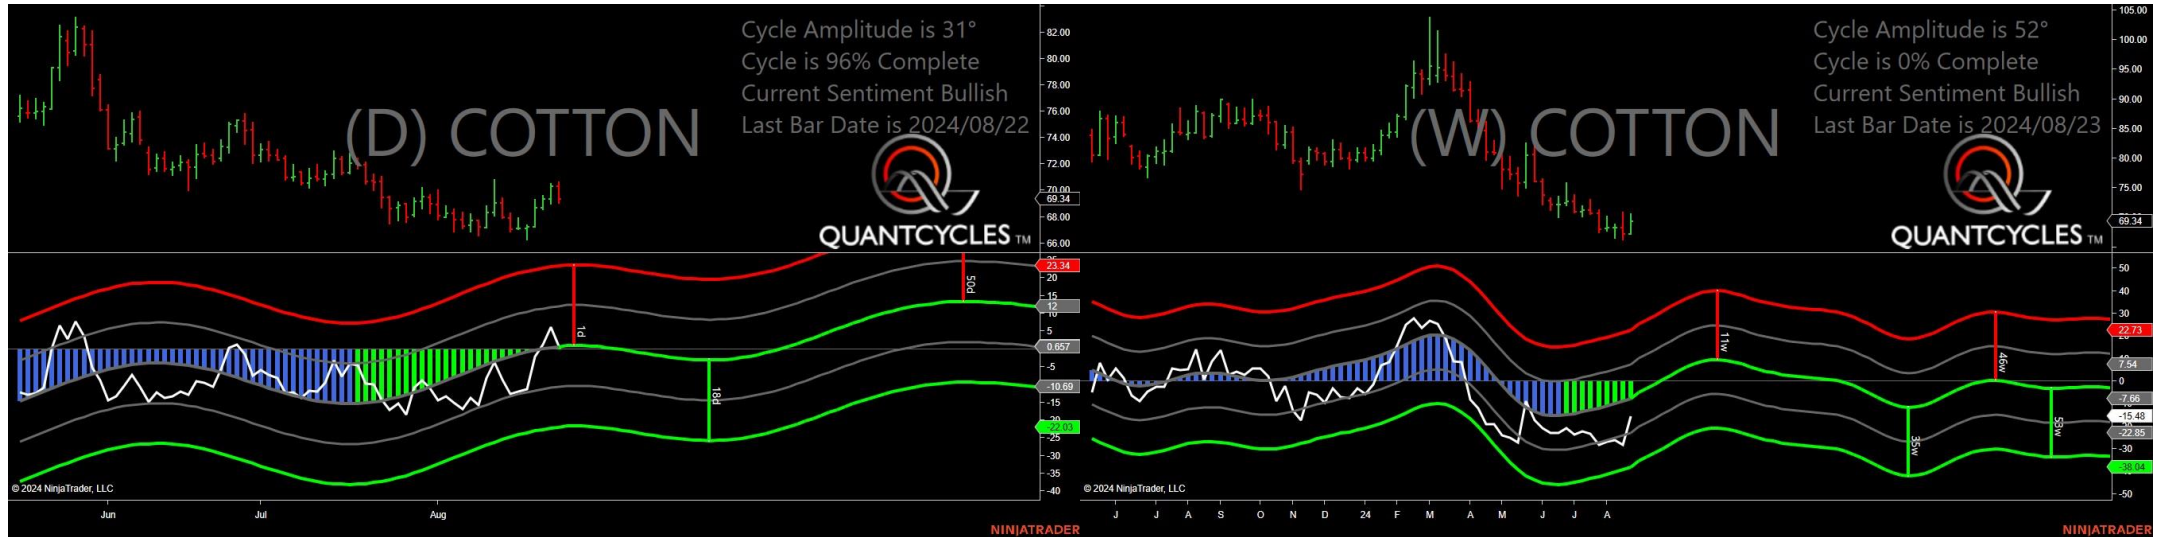 Cycle Amplitude is 31°
Cycle is 96% Complete
Current Sentiment Bullish
Last Bar Date is 2024/08/22
(D) COTTON
QUANTCYCLES TM
82.00
80.00
78.00
76.00
74.00
72.00
70.00
69.34
68.00
66.00
23.34
20
15
12
10
5
0.657
-5
-10.69
-15
-22.03
-25
-30
-35
-40
1d
18d
50d
© 2024 NinjaTrader, LLC
Jun Jul Aug
NINJATRADER
Cycle Amplitude is 52°
Cycle is 0% Complete
Current Sentiment Bullish
Last Bar Date is 2024/08/23
(W) COTTON
QUANTCYCLES TM
105.00
100.00
95.00
90.00
85.00
80.00
75.00
69.34
50
40
30
22.73
7.54
0
-7.66
-15.48
-22.85
-30
-38.04
-50
11w
35w
46w
53w
© 2024 NinjaTrader, LLC
J J A S O N D 24 F M A M J J A
NINJATRADER